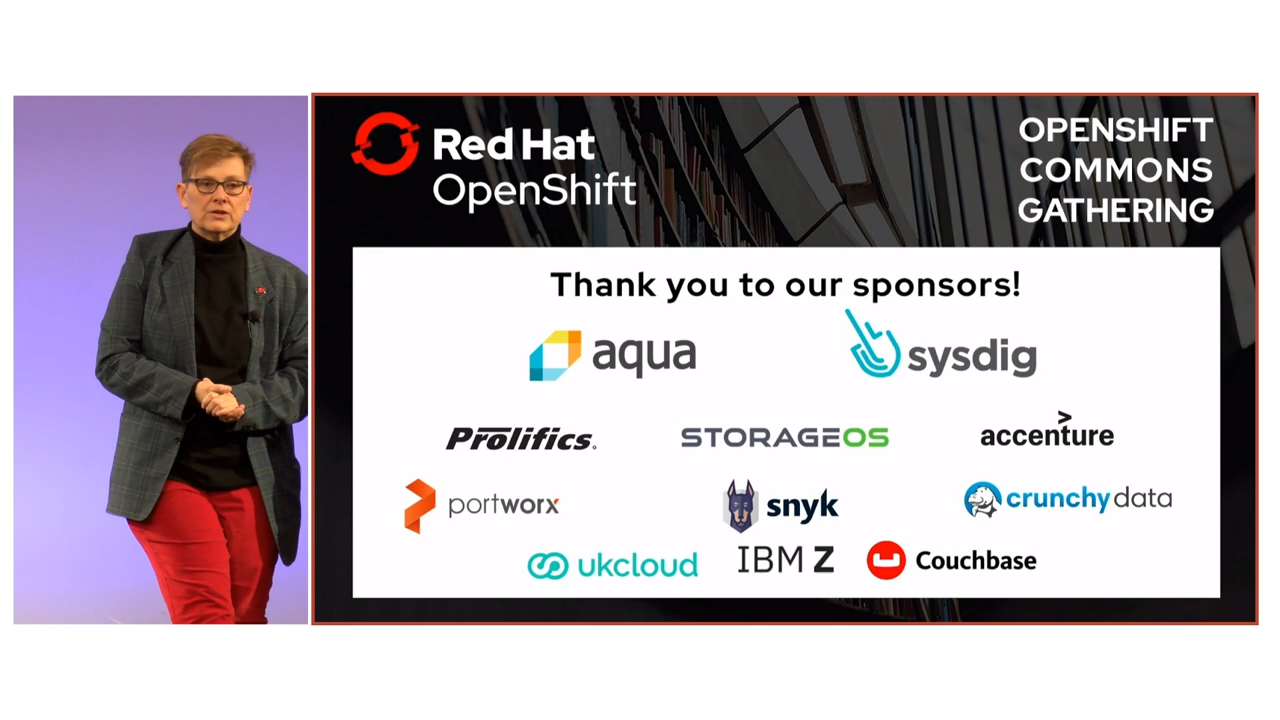 Red Hat
OpenShift
OPENSHIFT
COMMONS
GATHERING
Thank you to our sponsors!
aqua
sysdig
Prolifics.
STORAGEOS
accenture
portworx
snyk
crunchydata
ukcloud
IBM Z
Couchbase